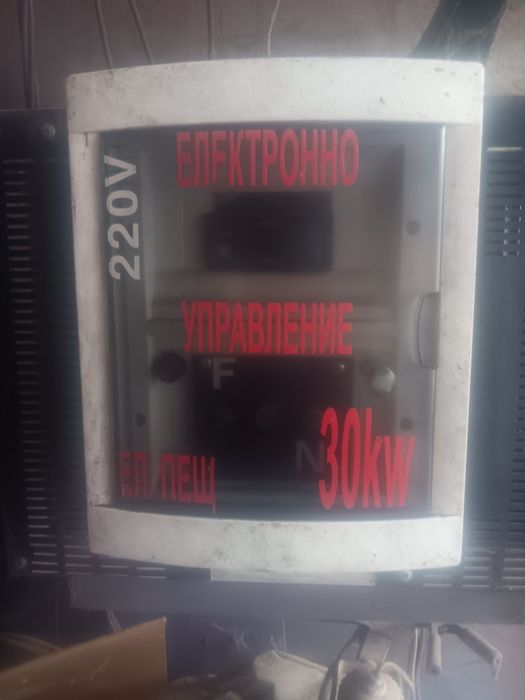 ЕЛЕКТРОННО
220V
УПРАВЛЕНИЕ
F
N
ЕЛ. ПЕЩ
30kw